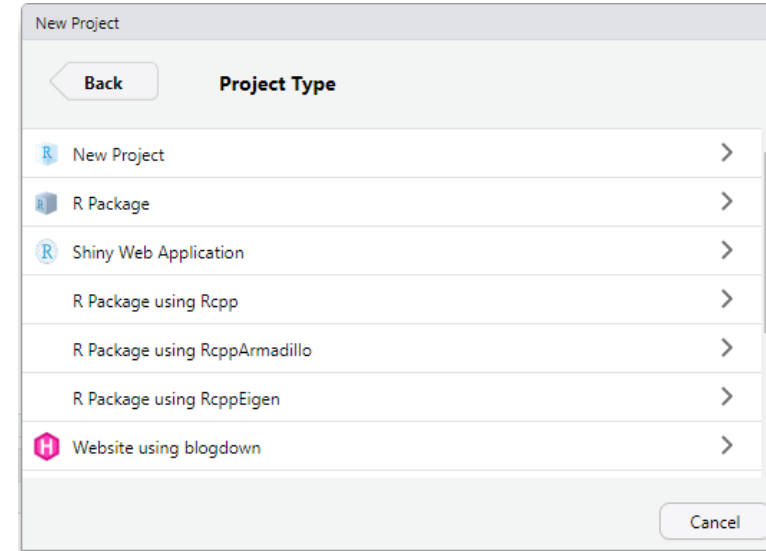 New Project
Back
Project Type
R New Project
R R Package
R Shiny Web Application
R Package using Rcpp
R Package using RcppArmadillo
R Package using RcppEigen
H Website using blogdown
Cancel